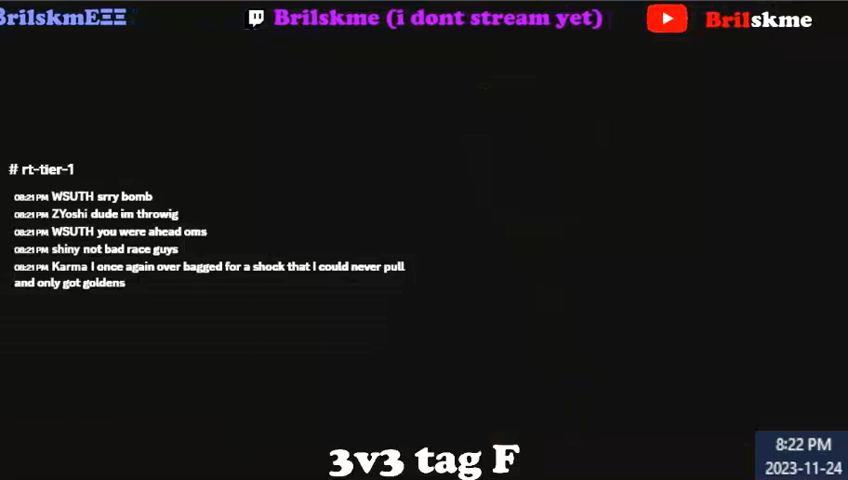 BrilskmEΞΞ
Brilskme (i dont stream yet)
Brilskme
# rt-tier-1
08:21 PM WSUTH srry bomb
08:21 PM ZYoshi dude im throwig
08:21 PM WSUTH you were ahead oms
08:21 PM shiny not bad race guys
08:21 PM Karma I once again over bagged for a shock that I could never pull
and only got goldens
3v3 tag F
8:22 PM
2023-11-24